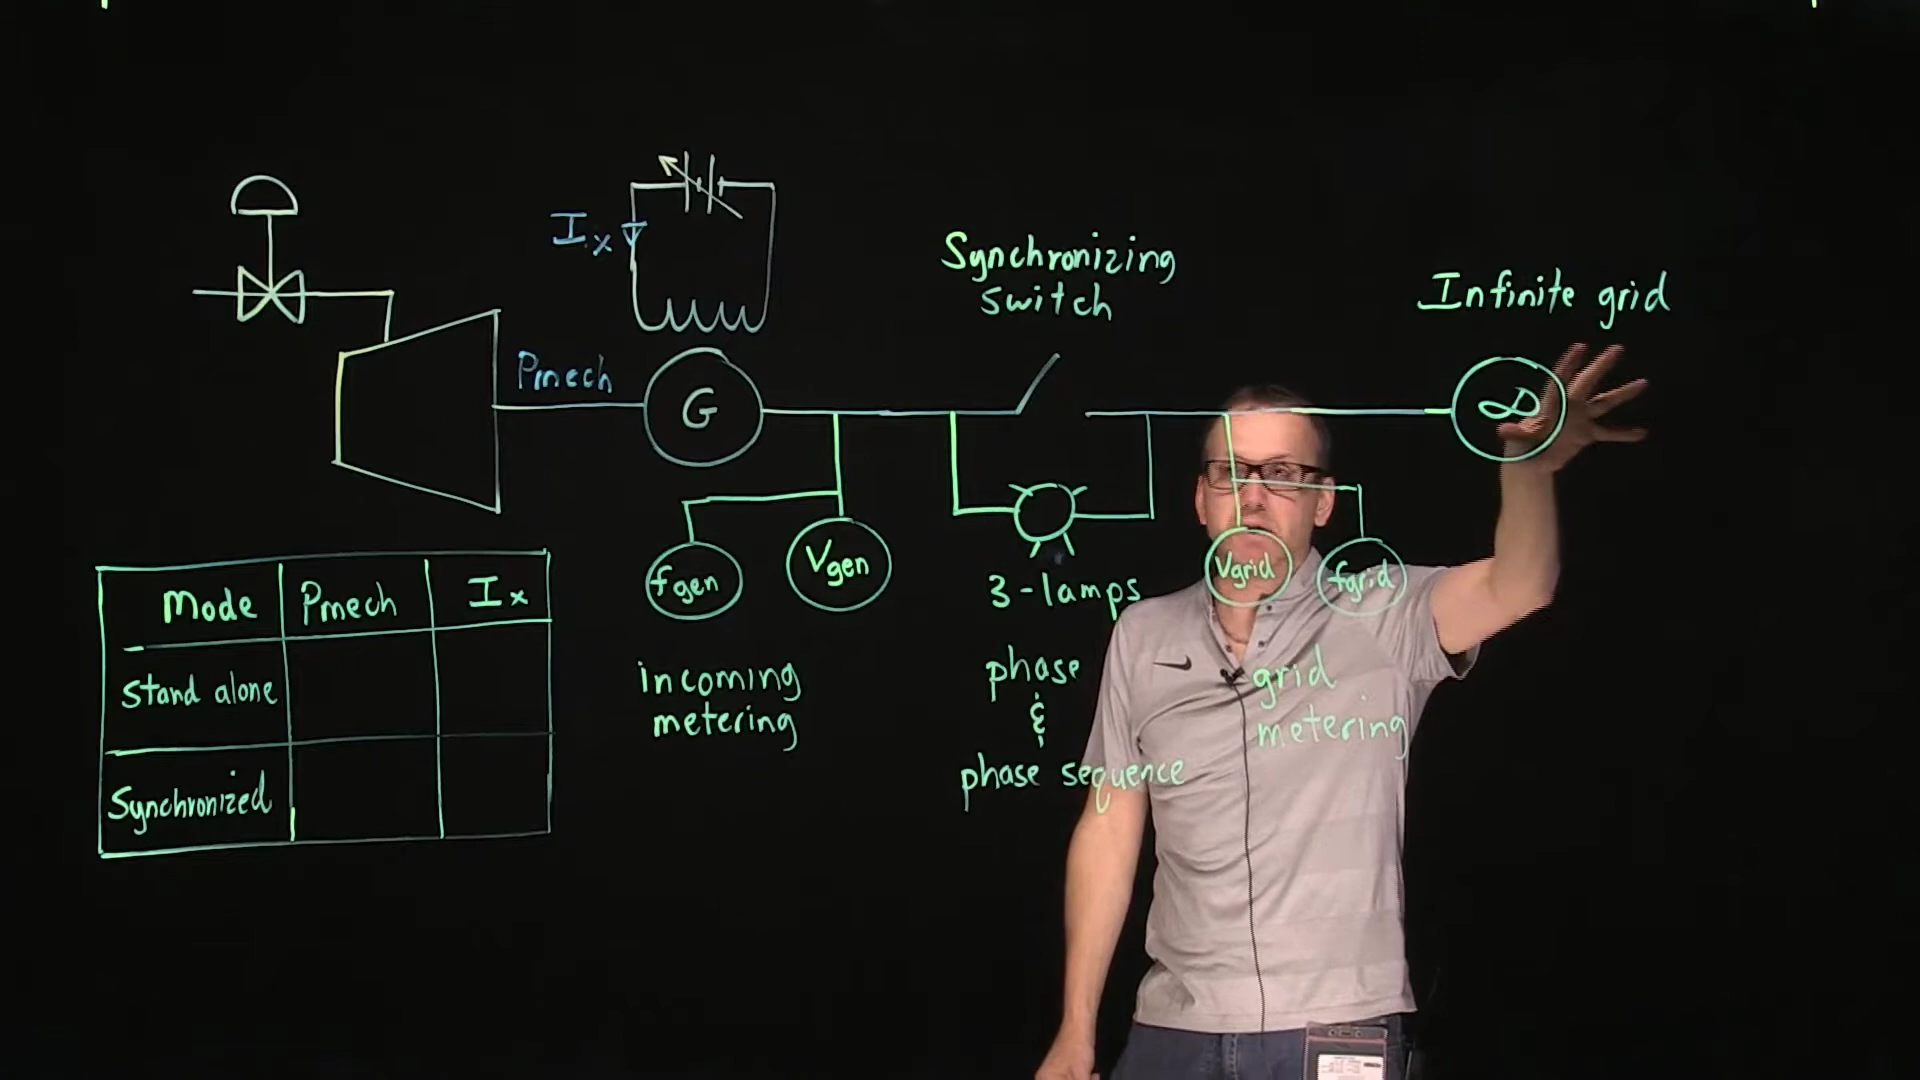 Ix
Synchronizing
switch
Infinite grid
Pmech
G
∞
fgen
Vgen
Vgrid
fgrid
3-lamps
incoming
metering
phase
&
phase sequence
grid
metering
Mode Pmech Ix
Stand alone
Synchronized